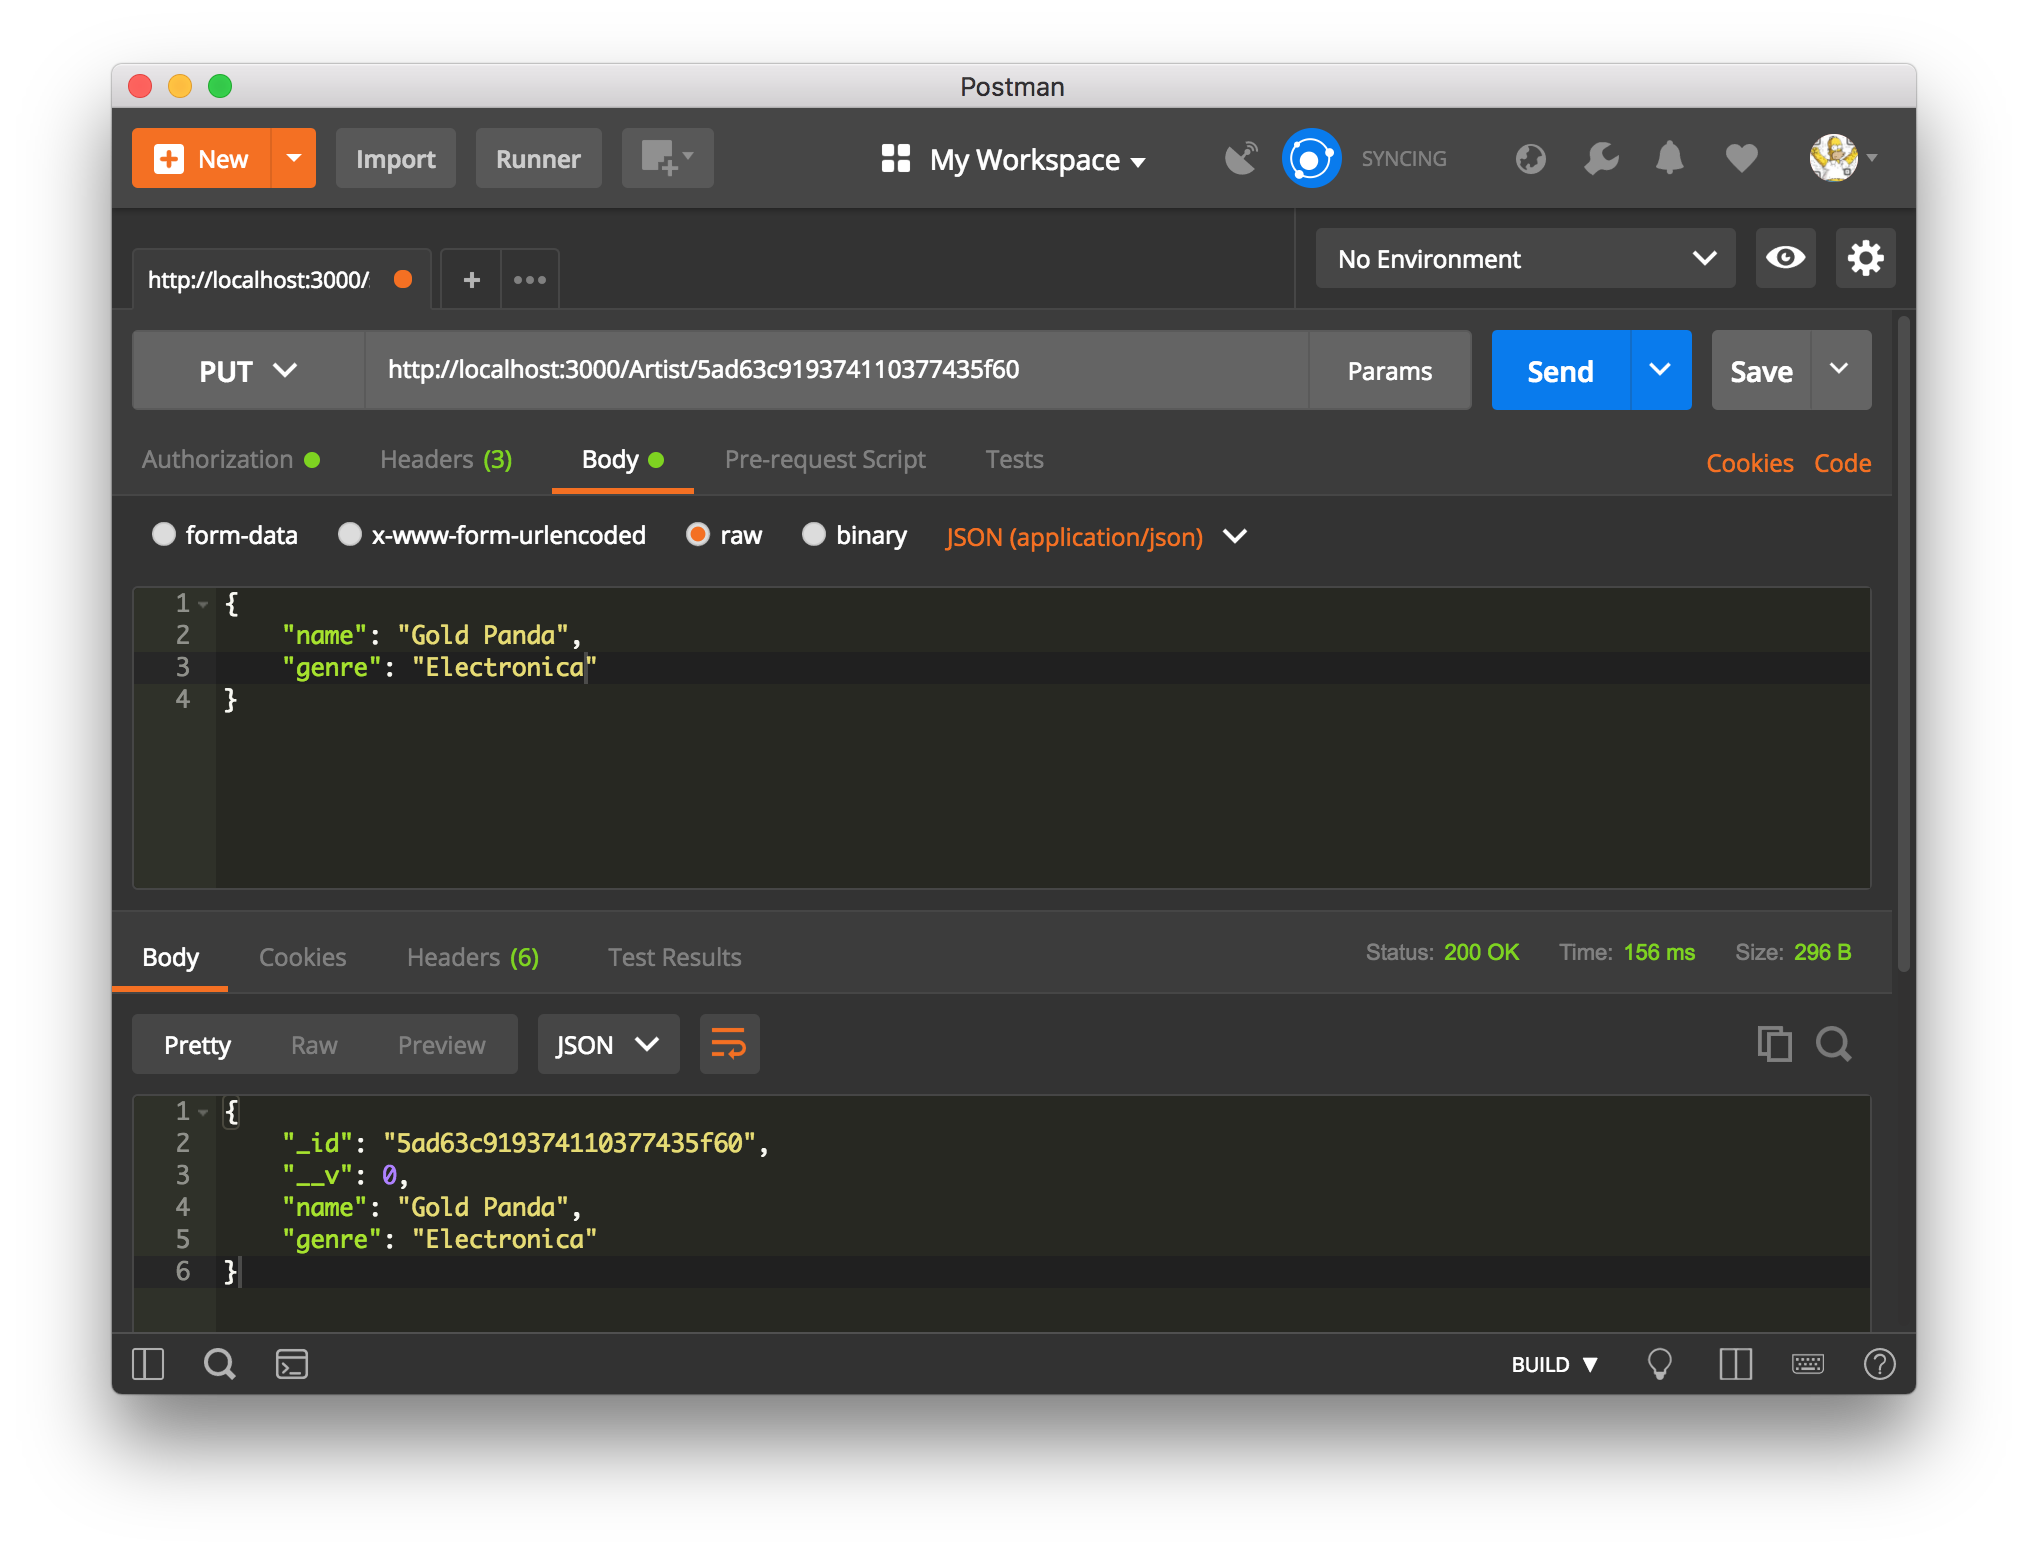 Postman
New Import Runner My Workspace SYNCING
http://localhost:3000/ + ••• No Environment
PUT http://localhost:3000/Artist/5ad63c919374110377435f60 Params Send Save
Authorization Headers (3) Body Pre-request Script Tests Cookies Code
form-data x-www-form-urlencoded raw binary JSON (application/json)
1 {
2 "name": "Gold Panda",
3 "genre": "Electronica"
4 }
Body Cookies Headers (6) Test Results Status: 200 OK Time: 156 ms Size: 296 B
Pretty Raw Preview JSON
1 {
2 "_id": "5ad63c919374110377435f60",
3 "__v": 0,
4 "name": "Gold Panda",
5 "genre": "Electronica"
6 }
BUILD ▼